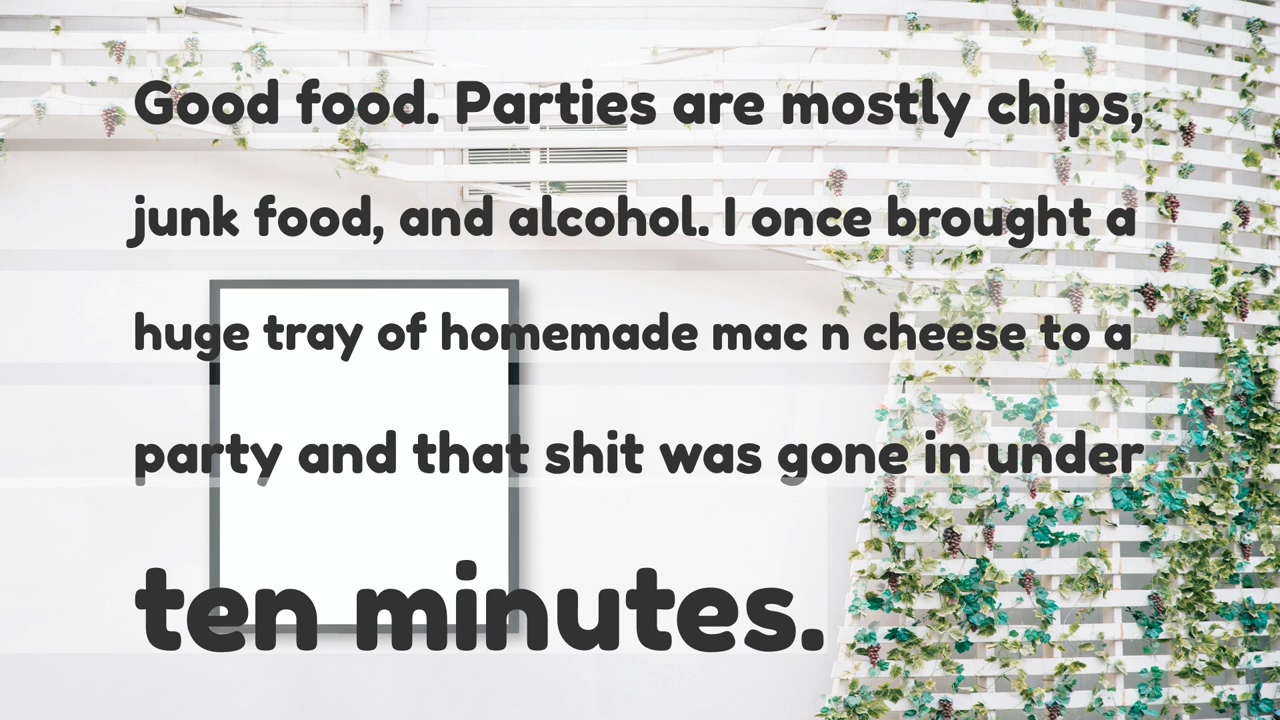 Good food. Parties are mostly chips,
junk food, and alcohol. I once brought a
huge tray of homemade mac n cheese to a
party and that shit was gone in under
ten minutes.